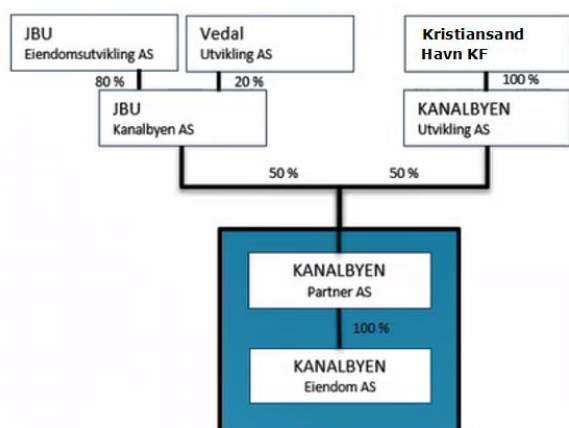 JBU
Eiendomsutvikling AS
Vedal
Utvikling AS
Kristiansand
Havn KF
80 %
20 %
100 %
JBU
Kanalbyen AS
KANALBYEN
Utvikling AS
50 %
50 %
KANALBYEN
Partner AS
100 %
KANALBYEN
Eiendom AS